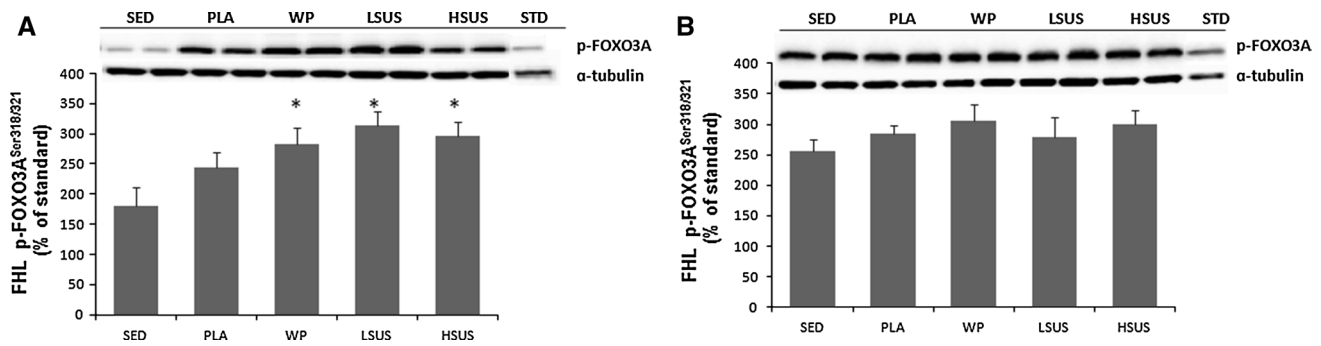 A
SED PLA WP LSUS HSUS STD
p-FOXO3A
α-tubulin
400
350
300
250
200
150
100
50
0
* * *
FHL p-FOXO3A^Ser318/321
(% of standard)
SED PLA WP LSUS HSUS
B
SED PLA WP LSUS HSUS STD
p-FOXO3A
α-tubulin
400
350
300
250
200
150
100
50
0
FHL p-FOXO3A^Ser318/321
(% of standard)
SED PLA WP LSUS HSUS